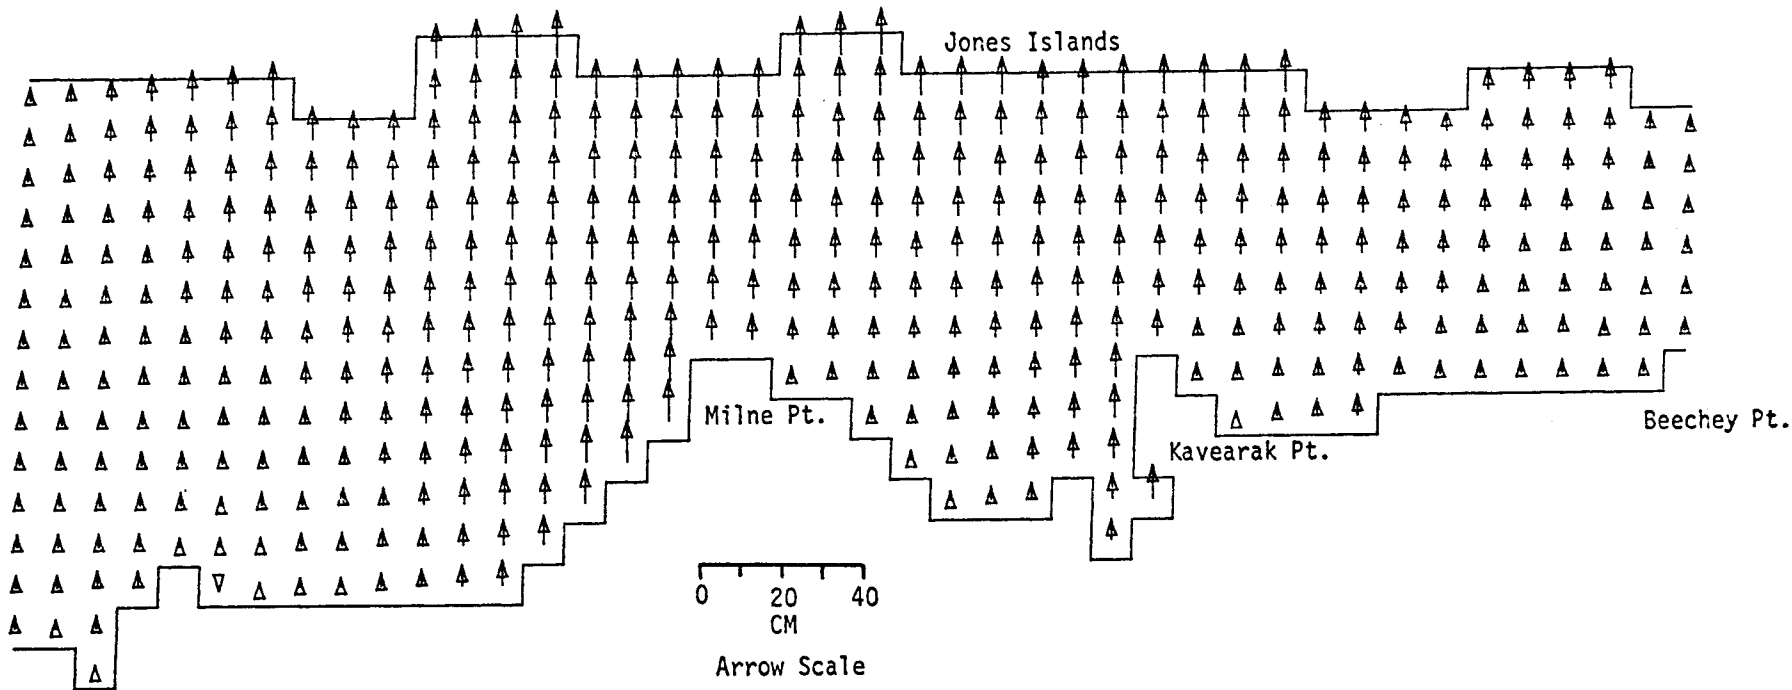 Jones Islands
Milne Pt.
Kavearak Pt.
Beechey Pt.
0 20 40
CM
Arrow Scale